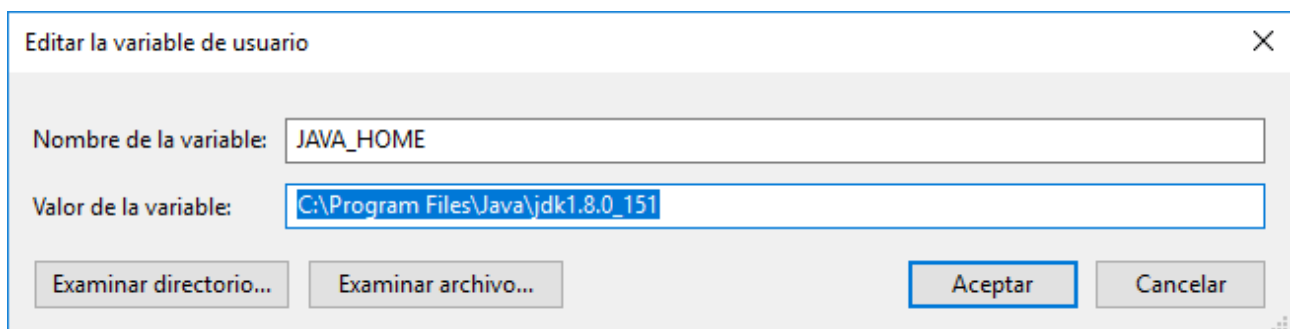 Editar la variable de usuario
Nombre de la variable: JAVA_HOME
Valor de la variable: C:\Program Files\Java\jdk1.8.0_151
Examinar directorio... Examinar archivo... Aceptar Cancelar